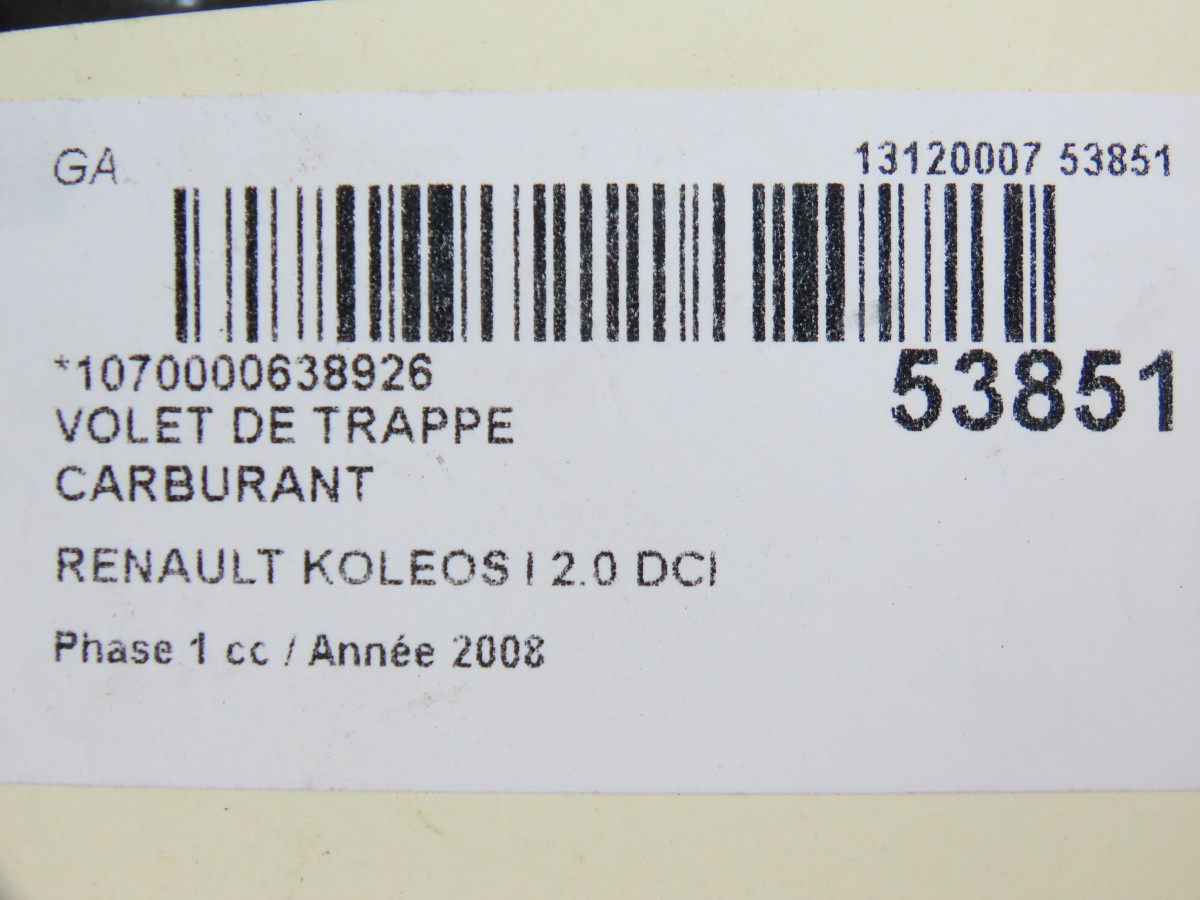 GA
13120007 53851
*1070000638926
53851
VOLET DE TRAPPE
CARBURANT
RENAULT KOLEOS I 2.0 DCI
Phase 1 cc / Année 2008